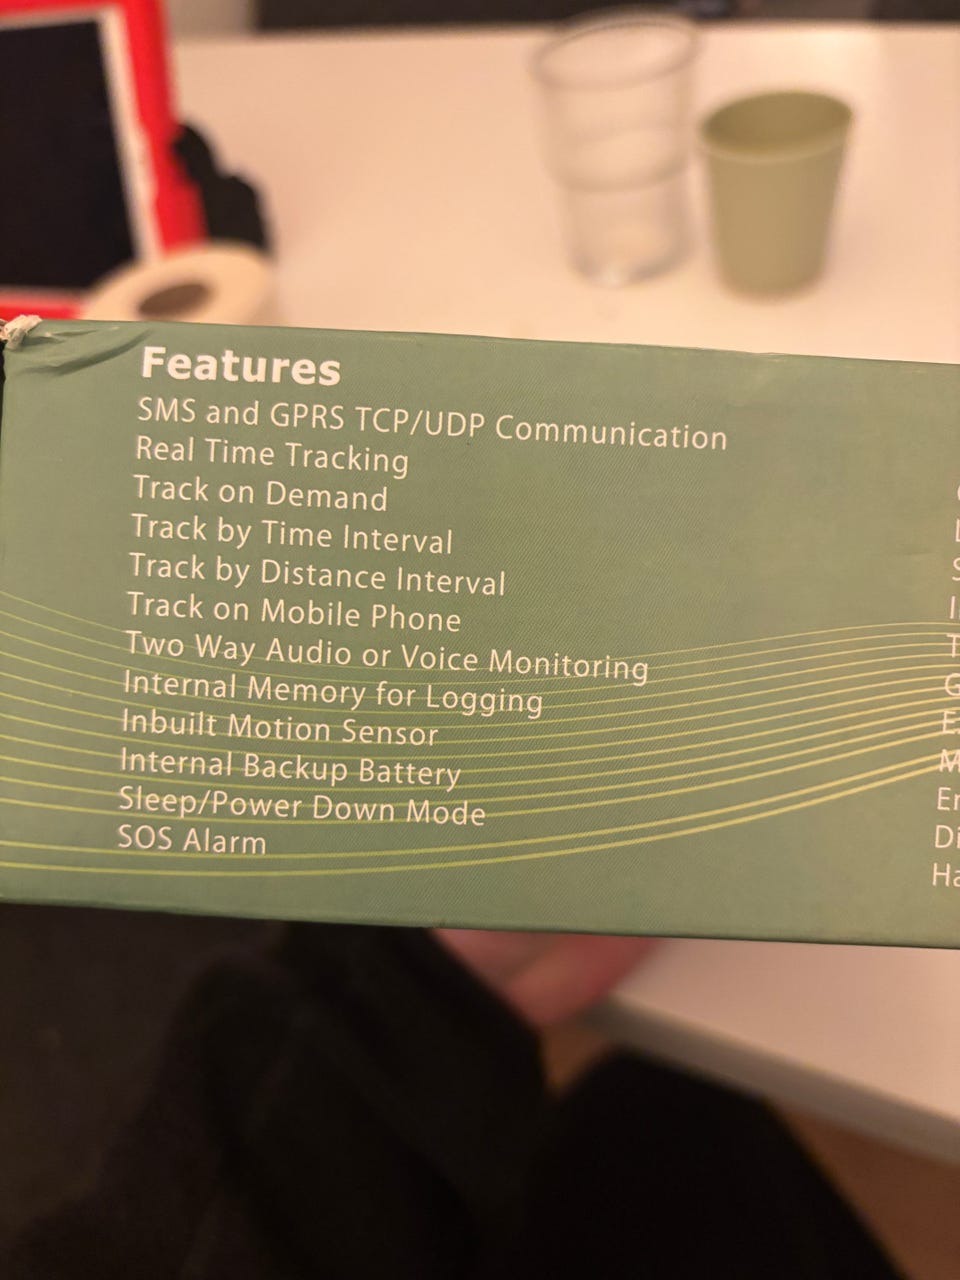 Features
SMS and GPRS TCP/UDP Communication
Real Time Tracking
Track on Demand
Track by Time Interval
Track by Distance Interval
Track on Mobile Phone
Two Way Audio or Voice Monitoring
Internal Memory for Logging
Inbuilt Motion Sensor
Internal Backup Battery
Sleep/Power Down Mode
SOS Alarm